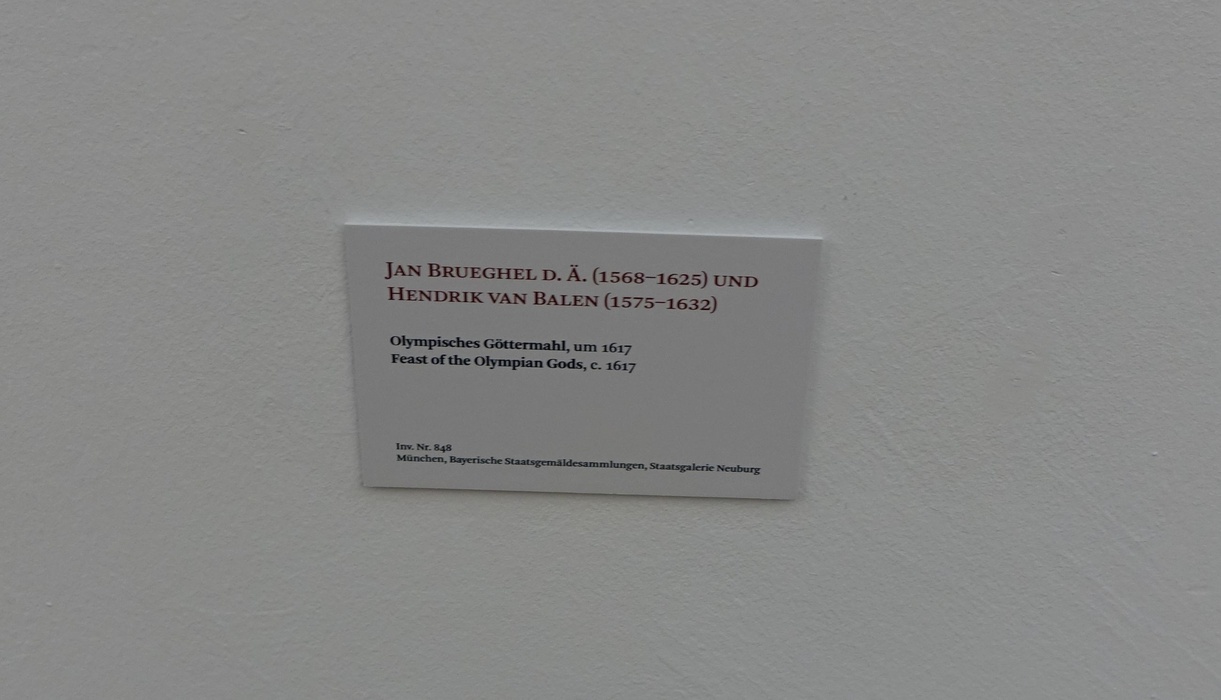 Jan Brueghel d. Ä. (1568–1625) und
Hendrik van Balen (1575–1632)
Olympisches Göttermahl, um 1617
Feast of the Olympian Gods, c. 1617
Inv. Nr. 848
München, Bayerische Staatsgemäldesammlungen, Staatsgalerie Neuburg